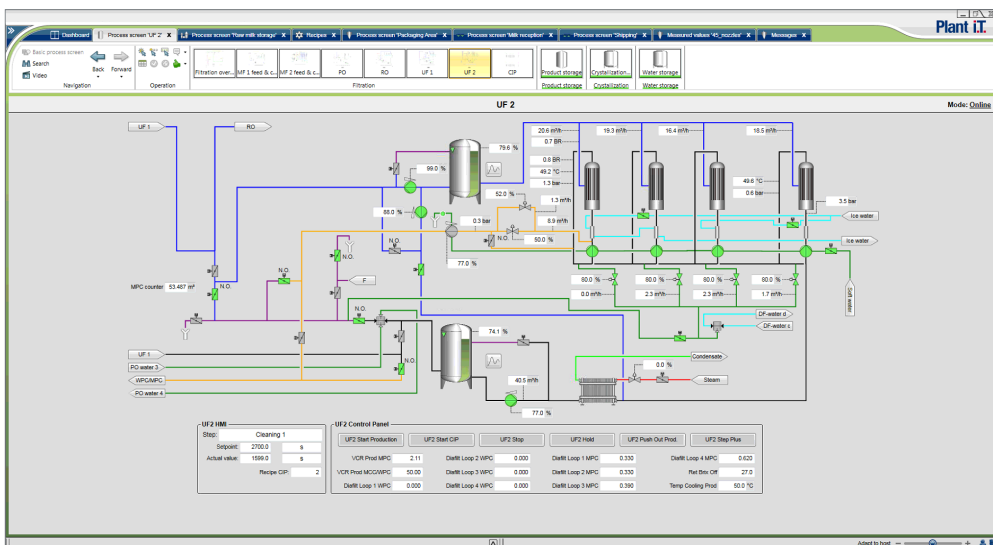 Plant i.T.
Dashboard X Process screen 'UF 2' X Process screen 'Raw milk storage' X Recipes X Process screen 'Packaging Area' X Process screen 'Milk reception' X Process screen 'Shipping' X Measured values '45_nozzles' X Messages X
Basic process screen
Search
Video
Back Forward
Navigation
Operation
Filtration over... MF 1 feed & c... MF 2 feed & c... PO RO UF 1 UF 2 CIP
Filtration
Product storage Crystallization... Water storage
Product storage Crystallization Water storage
UF 2
Mode: Online
UF 1
RO
79.6 %
99.0 %
88.0 %
52.0 %
20.6 m³/h
19.3 m³/h
16.4 m³/h
18.5 m³/h
0.7 BR
0.8 BR
49.2 °C
1.3 bar
49.6 °C
0.6 bar
3.5 bar
1.3 m³/h
8.9 m³/h
0.3 bar
N.O.
50.0 %
77.0 %
Ice water
Ice water
N.O.
N.O.
N.O.
F
MPC counter 53.487 m³
N.O.
80.0 % 80.0 % 80.0 % 80.0 %
0.0 m³/h 2.3 m³/h 2.3 m³/h 1.7 m³/h
Soft water
N.O.
DF-water d
DF-water c
74.1 %
UF 1
PO water 3
WPC/MPC
PO water 4
N.O.
40.5 m³/h
77.0 %
Condensate
0.0 %
Steam
UF2 HMI
Step: Cleaning 1
Setpoint: 2700.0 s
Actual value: 1599.0 s
Recipe CIP: 2
UF2 Control Panel
UF2 Start Production UF2 Start CIP UF2 Stop UF2 Hold UF2 Push Out Prod. UF2 Step Plus
VCR Prod MPC 2.11 Diafilt Loop 2 WPC 0.000 Diafilt Loop 1 MPC 0.330 Diafilt Loop 4 MPC 0.620
VCR Prod MCC/WPC 50.00 Diafilt Loop 3 WPC 0.000 Diafilt Loop 2 MPC 0.330 Ret Brix Off 27.0
Diafilt Loop 1 WPC 0.000 Diafilt Loop 4 WPC 0.000 Diafilt Loop 3 MPC 0.390 Temp Cooling Prod 50.0 °C
Adapt to host